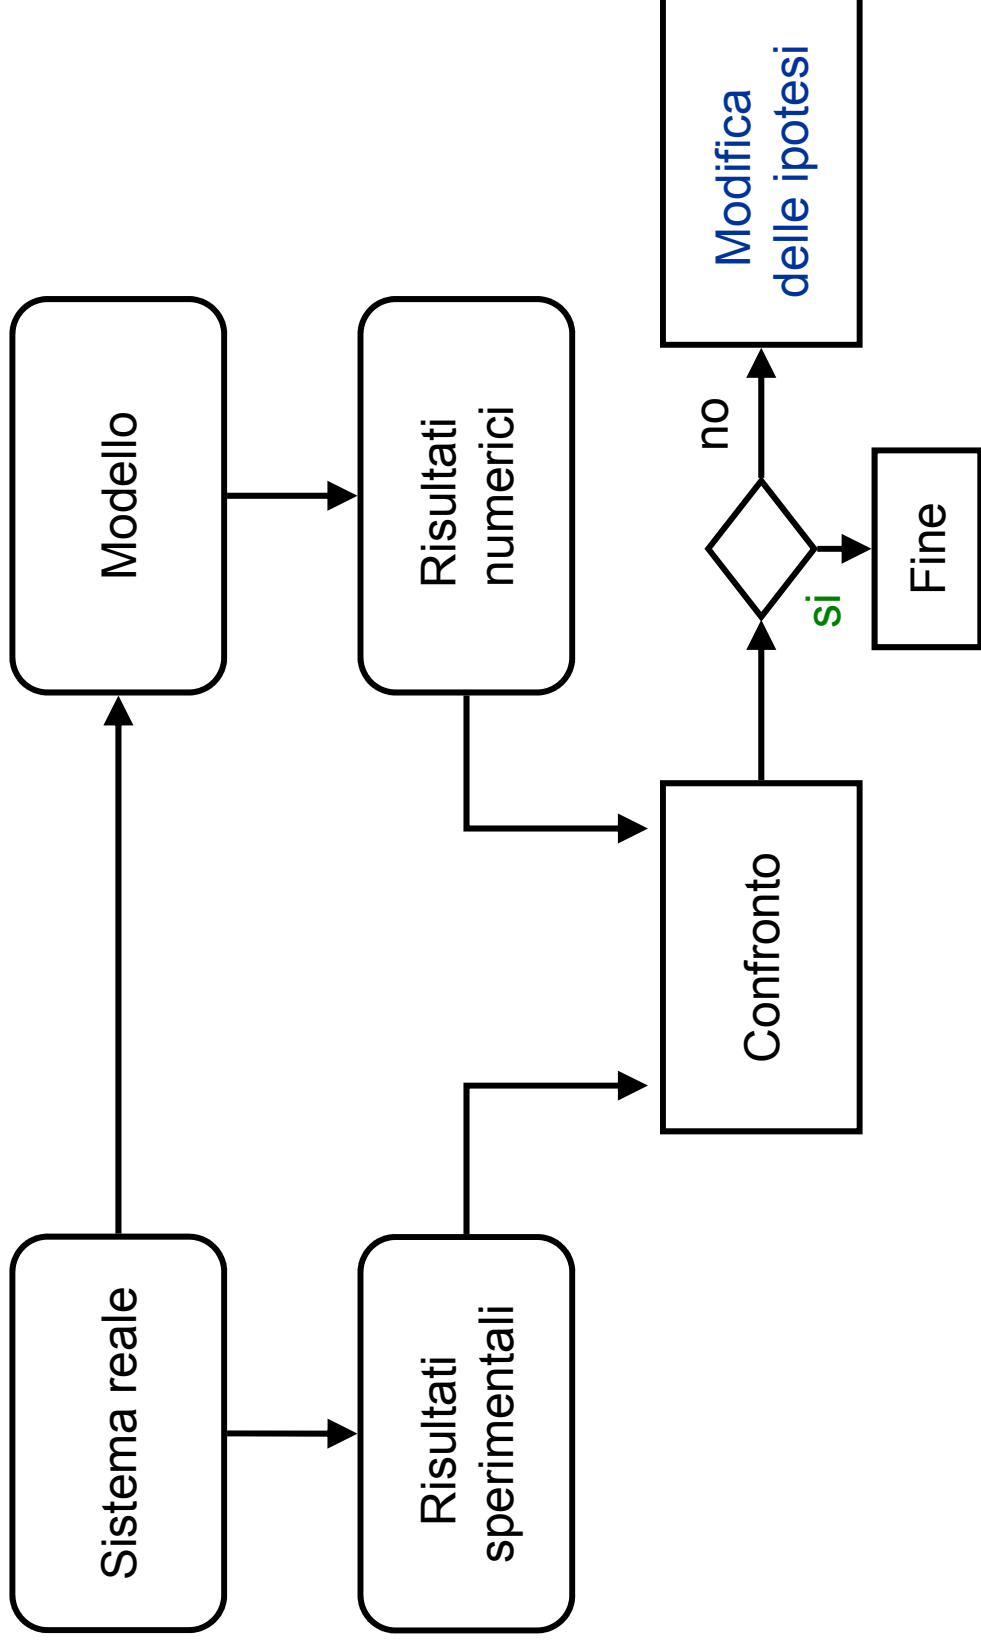 Sistema reale
Modello
Risultati
sperimentali
Risultati
numerici
Confronto
no
Modifica
delle ipotesi
si
Fine